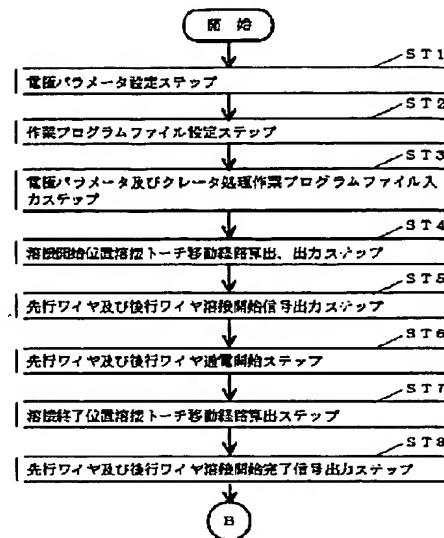 開 始
ST1
電極パラメータ設定ステップ
ST2
作業プログラムファイル設定ステップ
ST3
電極パラメータ及びクレータ処理作業プログラムファイル入
力ステップ
ST4
溶接開始位置溶接トーチ移動経路算出、出力ステップ
ST5
先行ワイヤ及び後行ワイヤ溶接開始信号出力ステップ
ST6
先行ワイヤ及び後行ワイヤ通電開始ステップ
ST7
溶接終了位置溶接トーチ移動経路算出ステップ
ST8
先行ワイヤ及び後行ワイヤ溶接開始完了信号出力ステップ
B